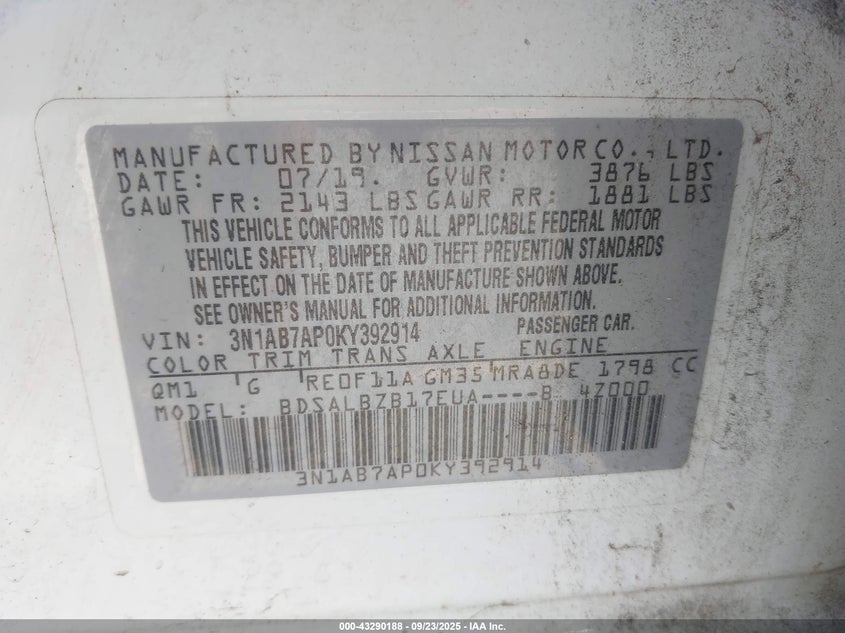 MANUFACTURED BY NISSAN MOTOR CO., LTD.
DATE: 07/19. GVWR: 3876 LBS
GAWR FR: 2143 LBS GAWR RR: 1881 LBS
THIS VEHICLE CONFORMS TO ALL APPLICABLE FEDERAL MOTOR
VEHICLE SAFETY, BUMPER AND THEFT PREVENTION STANDARDS
IN EFFECT ON THE DATE OF MANUFACTURE SHOWN ABOVE.
SEE OWNER'S MANUAL FOR ADDITIONAL INFORMATION.
VIN: 3N1AB7AP0KY392914 PASSENGER CAR.
COLOR TRIM TRANS AXLE ENGINE
QM1 G RE0F11A GM35 MRA8DE 1798 CC
MODEL: BDSALBZB17EUA----B 4Z000
3N1AB7AP0KY392914
000-43290188 - 09/23/2025 - IAA Inc.